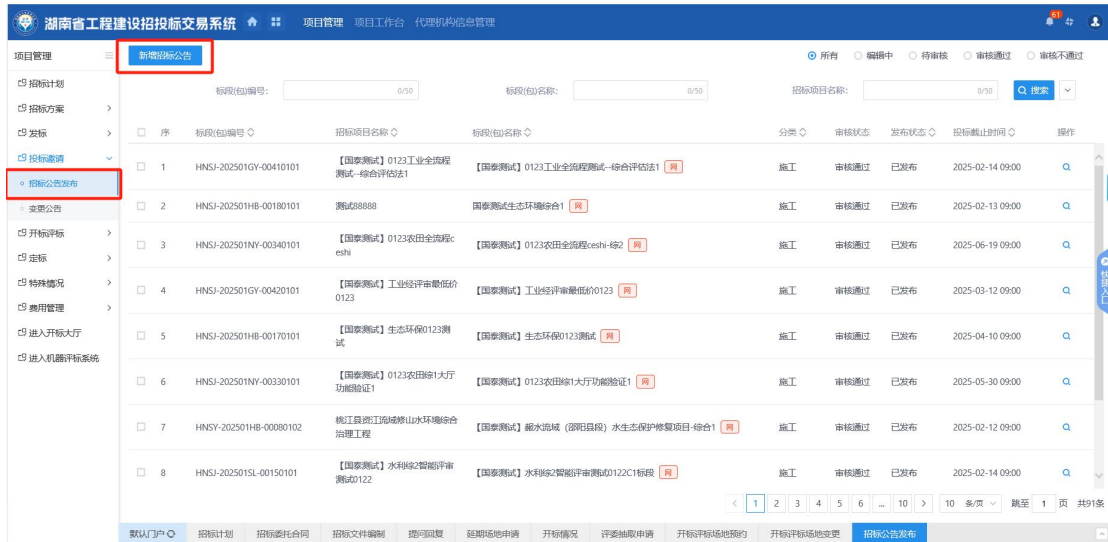 湖南省工程建设招投标交易系统 项目管理 项目工作台 代理机构信息管理 61
项目管理 新增招标公告 所有 编辑中 待审核 审核通过 审核不通过
招标计划
标段(包)编号: 0/50 标段(包)名称: 0/50 招标项目名称: 0/50 搜索
招标方案
发标
序 标段(包)编号 招标项目名称 标段(包)名称 分类 审核状态 发布状态 投标截止时间 操作
投标邀请
招标公告发布
变更公告
开标评标
定标
特殊情况
费用管理
进入开标大厅
进入机器评标系统
1 HNSJ-202501GY-00410101 【国泰测试】0123工业全流程 【国泰测试】0123工业全流程测试--综合评估法1 网 施工 审核通过 已发布 2025-02-14 09:00
测试--综合评估法1
2 HNSJ-202501HB-00180101 测试88888 国泰测试生态环境综合1 网 施工 审核通过 已发布 2025-02-13 09:00
3 HNSJ-202501NY-00340101 【国泰测试】0123农田全流程c 【国泰测试】0123农田全流程ceshi-综2 网 施工 审核通过 已发布 2025-06-19 09:00
eshi
4 HNSJ-202501GY-00420101 【国泰测试】工业经评审最低价 【国泰测试】工业经评审最低价0123 网 施工 审核通过 已发布 2025-03-12 09:00
0123
5 HNSJ-202501HB-00170101 【国泰测试】生态环保0123测 【国泰测试】生态环保0123测试 网 施工 审核通过 已发布 2025-04-10 09:00
试
6 HNSJ-202501NY-00330101 【国泰测试】0123农田综1大厅 【国泰测试】0123农田综1大厅功能验证1 网 施工 审核通过 已发布 2025-05-30 09:00
功能验证1
7 HNSY-202501HB-00080102 桃江县资江流域修山水环境综合 【国泰测试】赧水流域（邵阳县段）水生态保护修复项目-综合1 网 施工 审核通过 已发布 2025-02-12 09:00
治理工程
8 HNSJ-202501SL-00150101 【国泰测试】水利综2智能评审 【国泰测试】水利综2智能评审测试0122C1标段 网 施工 审核通过 已发布 2025-02-14 09:00
测试0122
快捷入口
1 2 3 4 5 6 ... 10 10 条/页 跳至 1 页 共91条
默认门户 招标计划 招标委托合同 招标文件编制 提问回复 延期场地申请 开标情况 评委抽取申请 开标评标场地预约 开标评标场地变更 招标公告发布